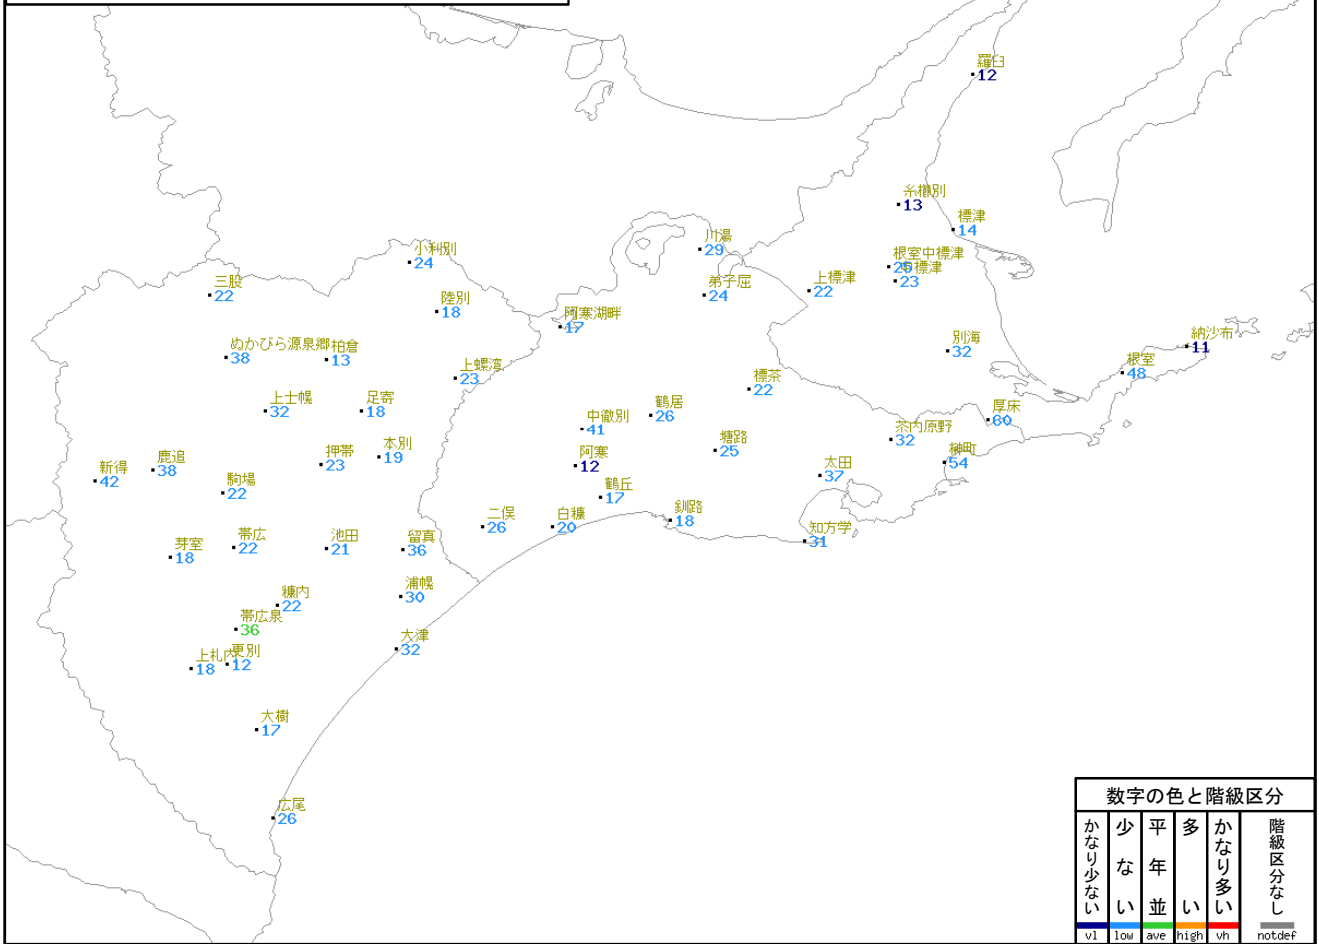 羅臼
12
糸櫛別
13
標津
14
川湯
29
根室中標津
中標津
23
小利別
24
上標津
22
弟子屈
24
三股
22
陸別
18
阿寒湖畔
17
納沙布
11
ぬかびら源泉郷
38
柏倉
13
別海
32
根室
48
上螺湾
23
標茶
22
上士幌
32
足寄
18
鶴居
26
厚床
60
中徹別
41
茶内原野
32
塘路
25
本別
19
押帯
23
榊町
54
鹿追
38
新得
42
阿寒
12
太田
37
駒場
22
鶴丘
17
二俣
26
白糠
20
釧路
18
知方学
31
帯広
22
池田
21
留真
36
芽室
18
浦幌
30
糠内
22
帯広泉
36
大津
32
上札内
18
更別
12
大樹
17
広尾
26
数字の色と階級区分
かなり少ない
少ない
平年並
多い
かなり多い
階級区分なし
vl
low
ave
high
vh
notdef